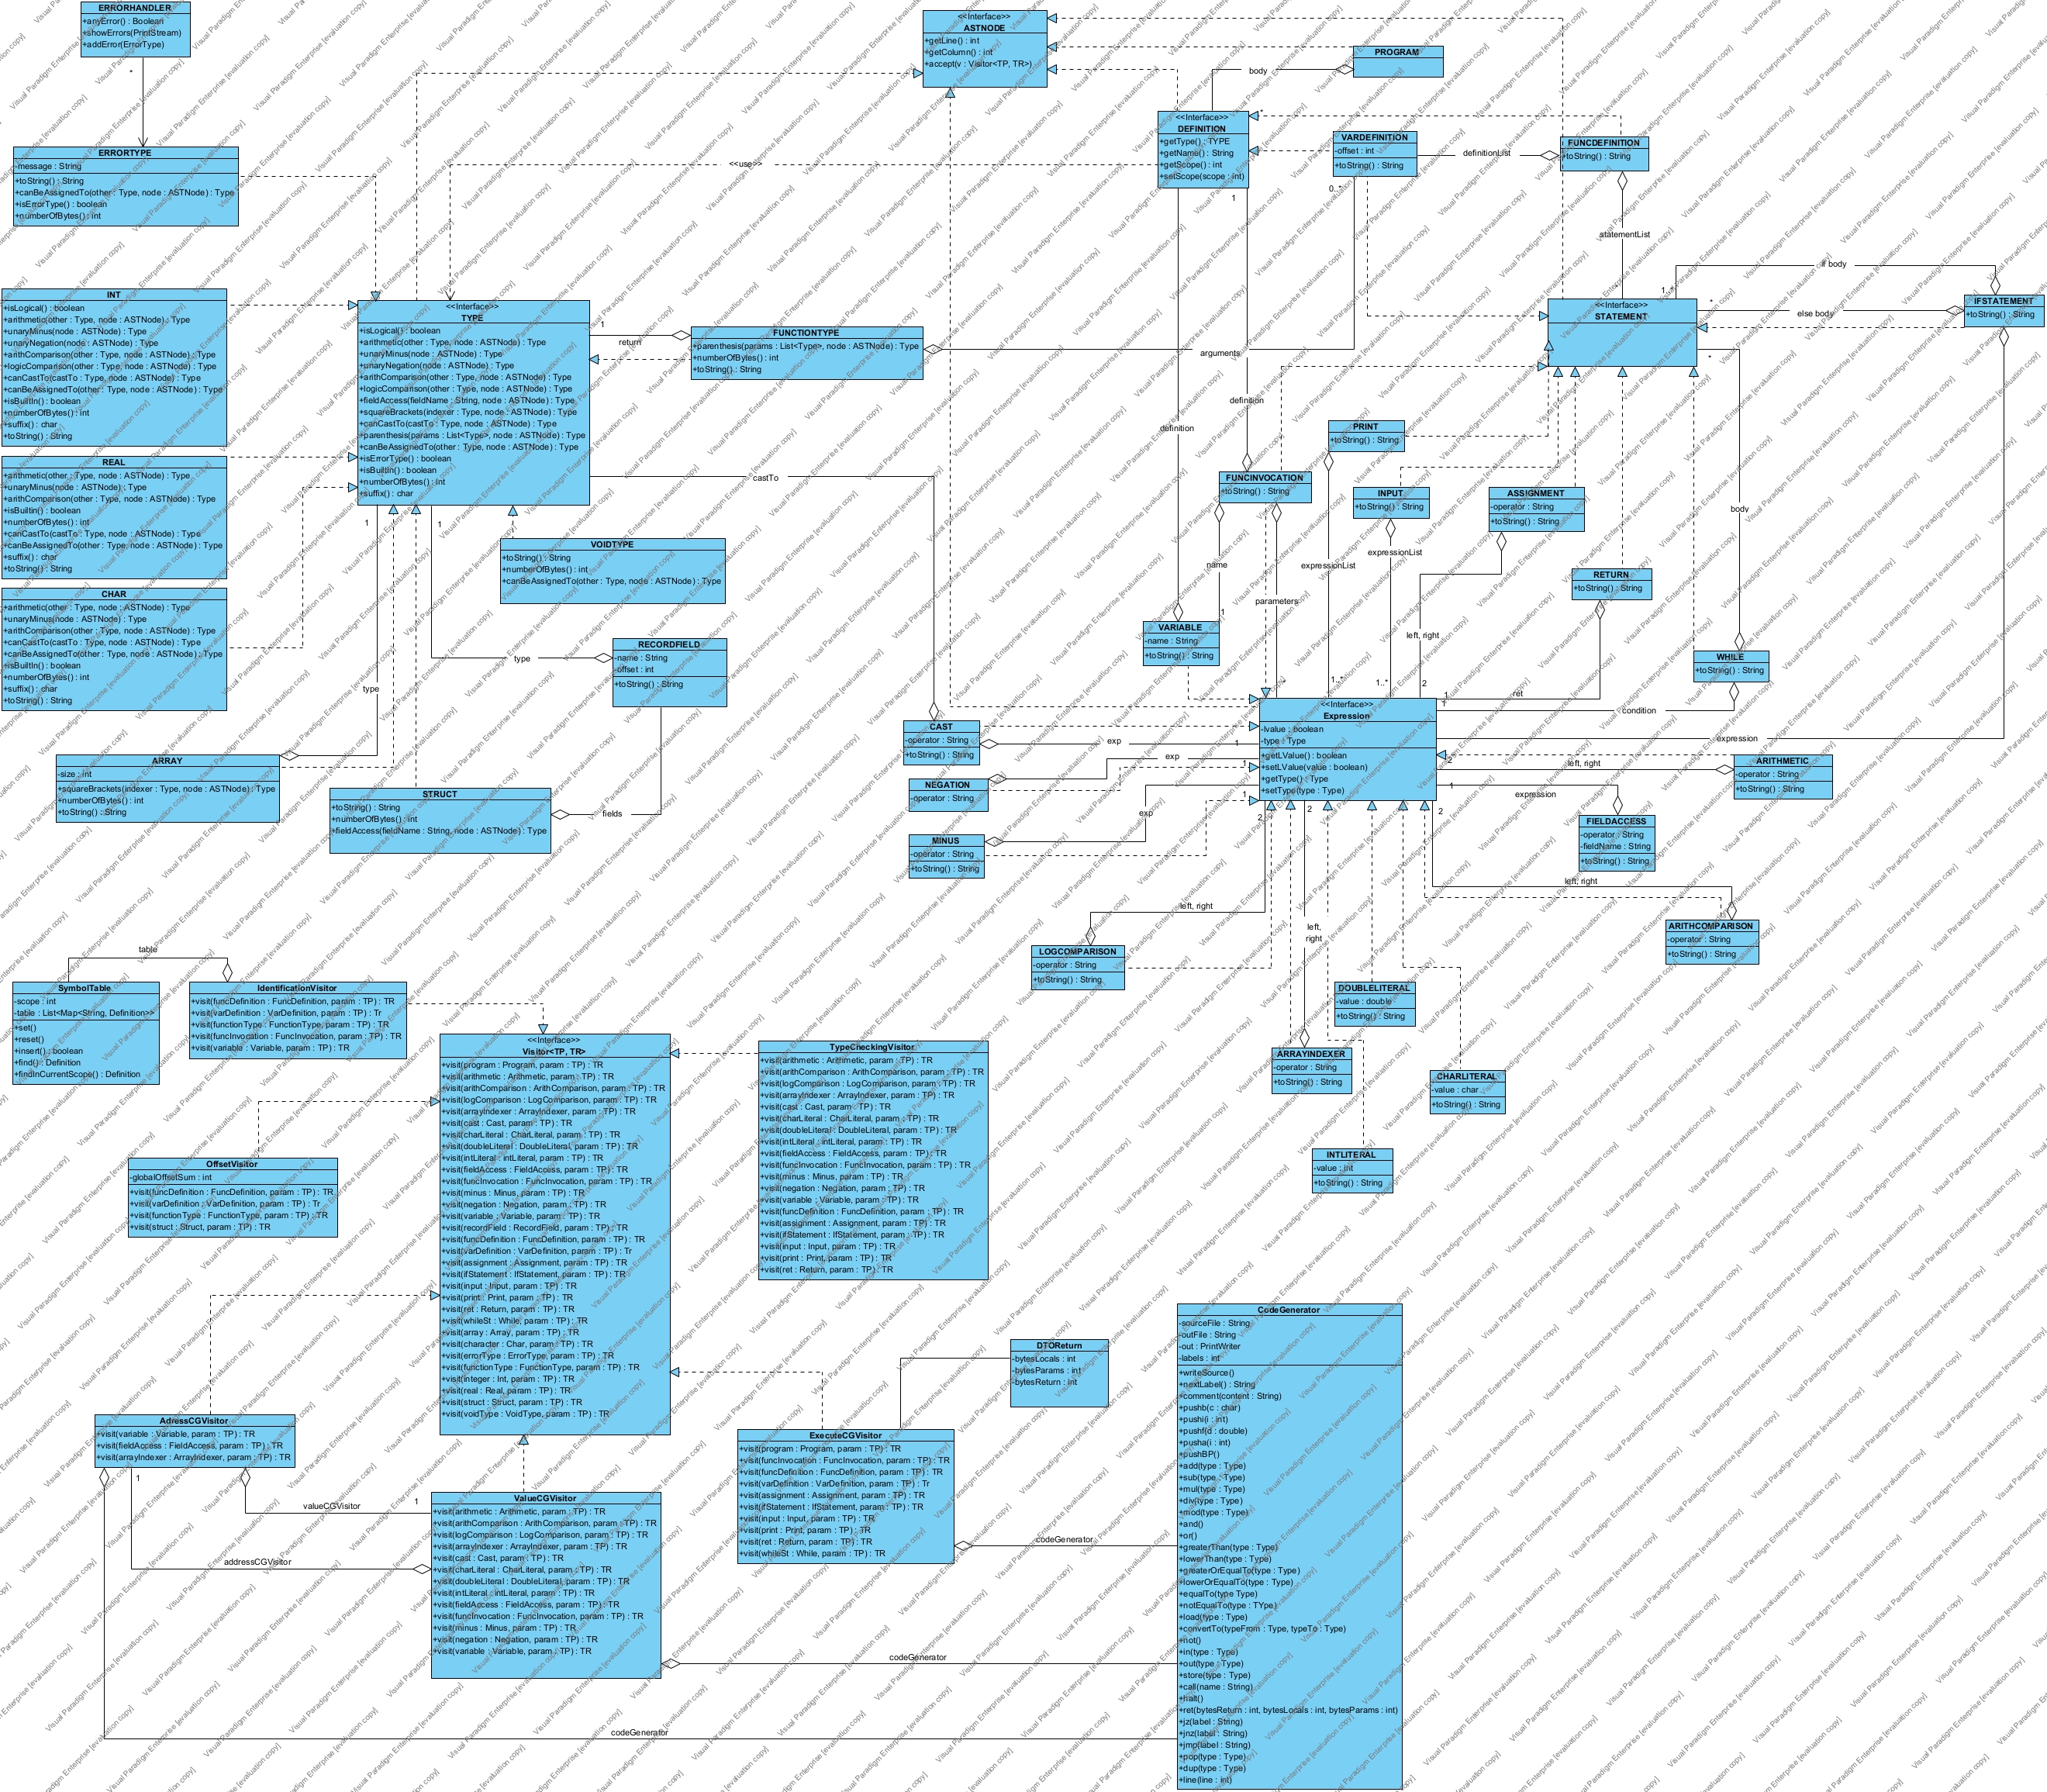 ERRORHANDLER
+anyError() : Boolean
+showErrors(PrintStream)
+addError(ErrorType)
*
ERRORTYPE
-message : String
+toString() : String
+canBeAssignedTo(other : Type, node : ASTNode) : Type
+isErrorType() : boolean
+numberOfBytes() : int
<<Interface>>
ASTNODE
+getLine() : int
+getColumn() : int
+accept(v : Visitor<TP, TR>)
PROGRAM
body
*
<<Interface>>
DEFINITION
+getType() : TYPE
+getName() : String
+getScope() : int
+setScope(scope : int)
<<use>>
1
VARDEFINITION
-offset : int
+toString() : String
0..*
definitionList
FUNCDEFINITION
+toString() : String
statementList
if body
1..*
<<Interface>>
STATEMENT
*
else body
IFSTATEMENT
+toString() : String
*
body
INT
+isLogical() : boolean
+arithmetic(other : Type, node : ASTNode) : Type
+unaryMinus(node : ASTNode) : Type
+unaryNegation(node : ASTNode) : Type
+arithComparison(other : Type, node : ASTNode) : Type
+logicComparison(other : Type, node : ASTNode) : Type
+canCastTo(castTo : Type, node : ASTNode) : Type
+canBeAssignedTo(other : Type, node : ASTNode) : Type
+isBuiltIn() : boolean
+numberOfBytes() : int
+suffix() : char
+toString() : String
REAL
+arithmetic(other : Type, node : ASTNode) : Type
+unaryMinus(node : ASTNode) : Type
+arithComparison(other : Type, node : ASTNode) : Type
+isBuiltIn() : boolean
+numberOfBytes() : int
+canCastTo(castTo : Type, node : ASTNode) : Type
+canBeAssignedTo(other : Type, node : ASTNode) : Type
+suffix() : char
+toString() : String
CHAR
+arithmetic(other : Type, node : ASTNode) : Type
+unaryMinus(node : ASTNode) : Type
+arithComparison(other : Type, node : ASTNode) : Type
+canCastTo(castTo : Type, node : ASTNode) : Type
+canBeAssignedTo(other : Type, node : ASTNode) : Type
+isBuiltIn() : boolean
+numberOfBytes() : int
+suffix() : char
+toString() : String
<<Interface>>
TYPE
+isLogical() : boolean
+arithmetic(other : Type, node : ASTNode) : Type
+unaryMinus(node : ASTNode) : Type
+unaryNegation(node : ASTNode) : Type
+arithComparison(other : Type, node : ASTNode) : Type
+logicComparison(other : Type, node : ASTNode) : Type
+fieldAccess(fieldName : String, node : ASTNode) : Type
+squareBrackets(indexer : Type, node : ASTNode) : Type
+canCastTo(castTo : Type, node : ASTNode) : Type
+parenthesis(params : List<Type>, node : ASTNode) : Type
+canBeAssignedTo(other : Type, node : ASTNode) : Type
+isErrorType() : boolean
+isBuiltIn() : boolean
+numberOfBytes() : int
+suffix() : char
1
return
FUNCTIONTYPE
+parenthesis(params : List<Type>, node : ASTNode) : Type
+numberOfBytes() : int
+toString() : String
arguments
castTo
1
1
type
type
VOIDTYPE
+toString() : String
+numberOfBytes() : int
+canBeAssignedTo(other : Type, node : ASTNode) : Type
RECORDFIELD
-name : String
-offset : int
+toString() : String
ARRAY
-size : int
+squareBrackets(indexer : Type, node : ASTNode) : Type
+numberOfBytes() : int
+toString() : String
STRUCT
+toString() : String
+numberOfBytes() : int
+fieldAccess(fieldName : String, node : ASTNode) : Type
fields
definition
definition
PRINT
+toString() : String
FUNCINVOCATION
+toString() : String
INPUT
+toString() : String
ASSIGNMENT
-operator : String
+toString() : String
RETURN
+toString() : String
WHILE
+toString() : String
name
1
expressionList
expressionList
parameters
left, right
VARIABLE
-name : String
+toString() : String
1..*
1..*
2
1
ret
condition
expression
<<Interface>>
Expression
-lvalue : boolean
-type : Type
+getLValue() : boolean
+setLValue(value : boolean)
+getType() : Type
+setType(type : Type)
CAST
-operator : String
+toString() : String
exp
1
NEGATION
-operator : String
exp
1
MINUS
-operator : String
+toString() : String
exp
1
2
left, right
ARITHMETIC
-operator : String
+toString() : String
1
expression
FIELDACCESS
-operator : String
-fieldName : String
+toString() : String
2
left, right
ARITHCOMPARISON
-operator : String
+toString() : String
2
left, right
LOGCOMPARISON
-operator : String
+toString() : String
2
left,
right
ARRAYINDEXER
-operator : String
+toString() : String
DOUBLELITERAL
-value : double
+toString() : String
CHARLITERAL
-value : char
+toString() : String
INTLITERAL
-value : int
+toString() : String
table
SymbolTable
-scope : int
-table : List<Map<String, Definition>>
+set()
+reset()
+insert() : boolean
+find() : Definition
+findInCurrentScope() : Definition
IdentificationVisitor
+visit(funcDefinition : FuncDefinition, param : TP) : TR
+visit(varDefinition : VarDefinition, param : TP) : Tr
+visit(functionType : FunctionType, param : TP) : TR
+visit(funcInvocation : FuncInvocation, param : TP) : TR
+visit(variable : Variable, param : TP) : TR
OffsetVisitor
-globalOffsetSum : int
+visit(funcDefinition : FuncDefinition, param : TP) : TR
+visit(varDefinition : VarDefinition, param : TP) : Tr
+visit(functionType : FunctionType, param : TP) : TR
+visit(struct : Struct, param : TP) : TR
<<Interface>>
Visitor<TP, TR>
+visit(program : Program, param : TP) : TR
+visit(arithmetic : Arithmetic, param : TP) : TR
+visit(arithComparison : ArithComparison, param : TP) : TR
+visit(logComparison : LogComparison, param : TP) : TR
+visit(arrayIndexer : ArrayIndexer, param : TP) : TR
+visit(cast : Cast, param : TP) : TR
+visit(charLiteral : CharLiteral, param : TP) : TR
+visit(doubleLiteral : DoubleLiteral, param : TP) : TR
+visit(intLiteral : intLiteral, param : TP) : TR
+visit(fieldAccess : FieldAccess, param : TP) : TR
+visit(funcInvocation : FuncInvocation, param : TP) : TR
+visit(minus : Minus, param : TP) : TR
+visit(negation : Negation, param : TP) : TR
+visit(variable : Variable, param : TP) : TR
+visit(recordField : RecordField, param : TP) : TR
+visit(funcDefinition : FuncDefinition, param : TP) : TR
+visit(varDefinition : VarDefinition, param : TP) : Tr
+visit(assignment : Assignment, param : TP) : TR
+visit(ifStatement : IfStatement, param : TP) : TR
+visit(input : Input, param : TP) : TR
+visit(print : Print, param : TP) : TR
+visit(ret : Return, param : TP) : TR
+visit(whileSt : While, param : TP) : TR
+visit(array : Array, param : TP) : TR
+visit(character : Char, param : TP) : TR
+visit(errorType : ErrorType, param : TP) : TR
+visit(functionType : FunctionType, param : TP) : TR
+visit(integer : Int, param : TP) : TR
+visit(real : Real, param : TP) : TR
+visit(struct : Struct, param : TP) : TR
+visit(voidType : VoidType, param : TP) : TR
TypeCheckingVisitor
+visit(arithmetic : Arithmetic, param : TP) : TR
+visit(arithComparison : ArithComparison, param : TP) : TR
+visit(logComparison : LogComparison, param : TP) : TR
+visit(arrayIndexer : ArrayIndexer, param : TP) : TR
+visit(cast : Cast, param : TP) : TR
+visit(charLiteral : CharLiteral, param : TP) : TR
+visit(doubleLiteral : DoubleLiteral, param : TP) : TR
+visit(intLiteral : intLiteral, param : TP) : TR
+visit(fieldAccess : FieldAccess, param : TP) : TR
+visit(funcInvocation : FuncInvocation, param : TP) : TR
+visit(minus : Minus, param : TP) : TR
+visit(negation : Negation, param : TP) : TR
+visit(variable : Variable, param : TP) : TR
+visit(funcDefinition : FuncDefinition, param : TP) : TR
+visit(assignment : Assignment, param : TP) : TR
+visit(ifStatement : IfStatement, param : TP) : TR
+visit(input : Input, param : TP) : TR
+visit(print : Print, param : TP) : TR
+visit(ret : Return, param : TP) : TR
DTOReturn
-bytesLocals : int
-bytesParams : int
-bytesReturn : Int
AdressCGVisitor
+visit(variable : Variable, param : TP) : TR
+visit(fieldAccess : FieldAccess, param : TP) : TR
+visit(arrayIndexer : ArrayIndexer, param : TP) : TR
1
valueCGVisitor
1
addressCGVisitor
ValueCGVisitor
+visit(arithmetic : Arithmetic, param : TP) : TR
+visit(arithComparison : ArithComparison, param : TP) : TR
+visit(logComparison : LogComparison, param : TP) : TR
+visit(arrayIndexer : ArrayIndexer, param : TP) : TR
+visit(cast : Cast, param : TP) : TR
+visit(charLiteral : CharLiteral, param : TP) : TR
+visit(doubleLiteral : DoubleLiteral, param : TP) : TR
+visit(intLiteral : intLiteral, param : TP) : TR
+visit(fieldAccess : FieldAccess, param : TP) : TR
+visit(funcInvocation : FuncInvocation, param : TP) : TR
+visit(minus : Minus, param : TP) : TR
+visit(negation : Negation, param : TP) : TR
+visit(variable : Variable, param : TP) : TR
ExecuteCGVisitor
+visit(program : Program, param : TP) : TR
+visit(funcInvocation : FuncInvocation, param : TP) : TR
+visit(funcDefinition : FuncDefinition, param : TP) : TR
+visit(varDefinition : VarDefinition, param : TP) : Tr
+visit(assignment : Assignment, param : TP) : TR
+visit(ifStatement : IfStatement, param : TP) : TR
+visit(input : Input, param : TP) : TR
+visit(print : Print, param : TP) : TR
+visit(ret : Return, param : TP) : TR
+visit(whileSt : While, param : TP) : TR
codeGenerator
codeGenerator
codeGenerator
CodeGenerator
-sourceFile : String
-outFile : String
-out : PrintWriter
-labels : int
+writeSource()
+nextLabel() : String
+comment(content : String)
+pushb(c : char)
+pushi(i : int)
+pushf(d : double)
+pusha(i : int)
+pushBP()
+add(type : Type)
+sub(type : Type)
+mul(type : Type)
+div(type : Type)
+mod(type : Type)
+and()
+or()
+greaterThan(type : Type)
+lowerThan(type : Type)
+greaterOrEqualTo(type : Type)
+lowerOrEqualTo(type : Type)
+equalTo(type Type)
+notEqualTo(type : TYpe)
+load(type : Type)
+convertTo(typeFrom : Type, typeTo : Type)
+not()
+in(type : Type)
+out(type : Type)
+store(type : Type)
+call(name : String)
+halt()
+ret(bytesReturn : int, bytesLocals : int, bytesParams : int)
+jz(label : String)
+jnz(label : String)
+jmp(label : String)
+pop(type : Type)
+dup(type : Type)
+line(line : int)
Visual Paradigm Enterprise [evaluation copy]